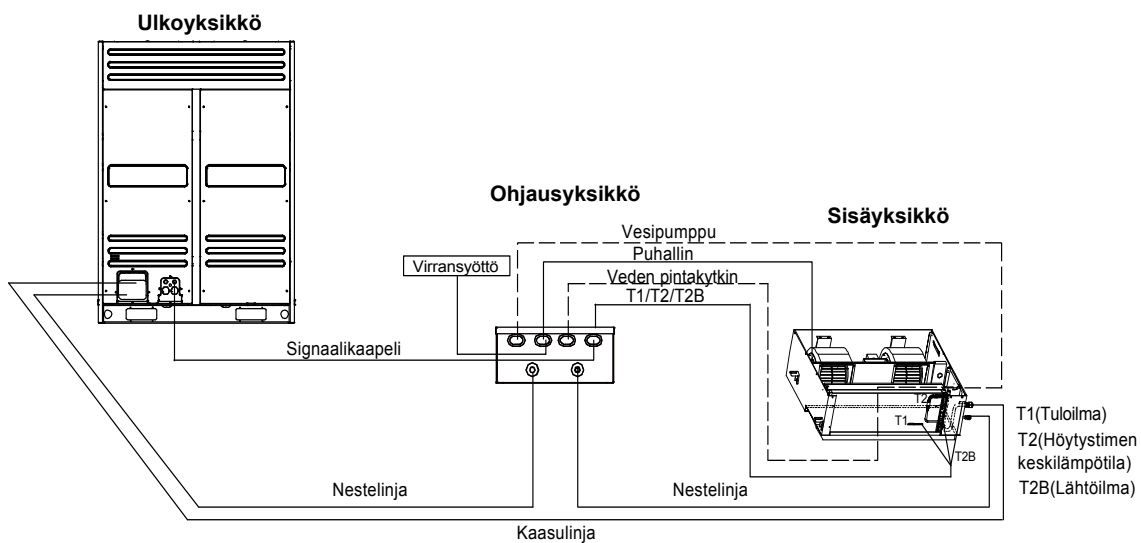 Ulkoyksikkö
Ohjausyksikkö
Sisäyksikkö
Vesipumppu
Puhallin
Virransyöttö
Veden pintakytkin
T1/T2/T2B
Signaalikaapeli
T2
T1
T2B
T1(Tuloilma)
T2(Höytystimen
keskilämpötila)
T2B(Lähtöilma)
Nestelinja
Nestelinja
Kaasulinja